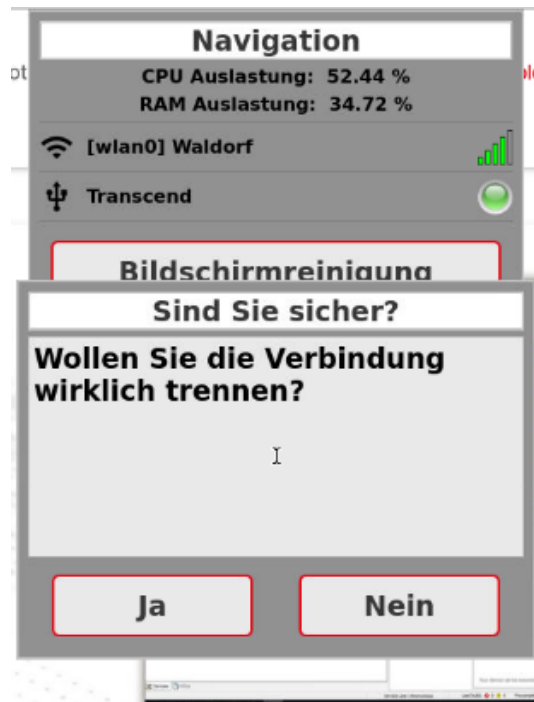 Navigation
CPU Auslastung: 52.44 %
RAM Auslastung: 34.72 %
[wlan0] Waldorf
Transcend
Bildschirmreinigung
Sind Sie sicher?
Wollen Sie die Verbindung
wirklich trennen?
Ja
Nein